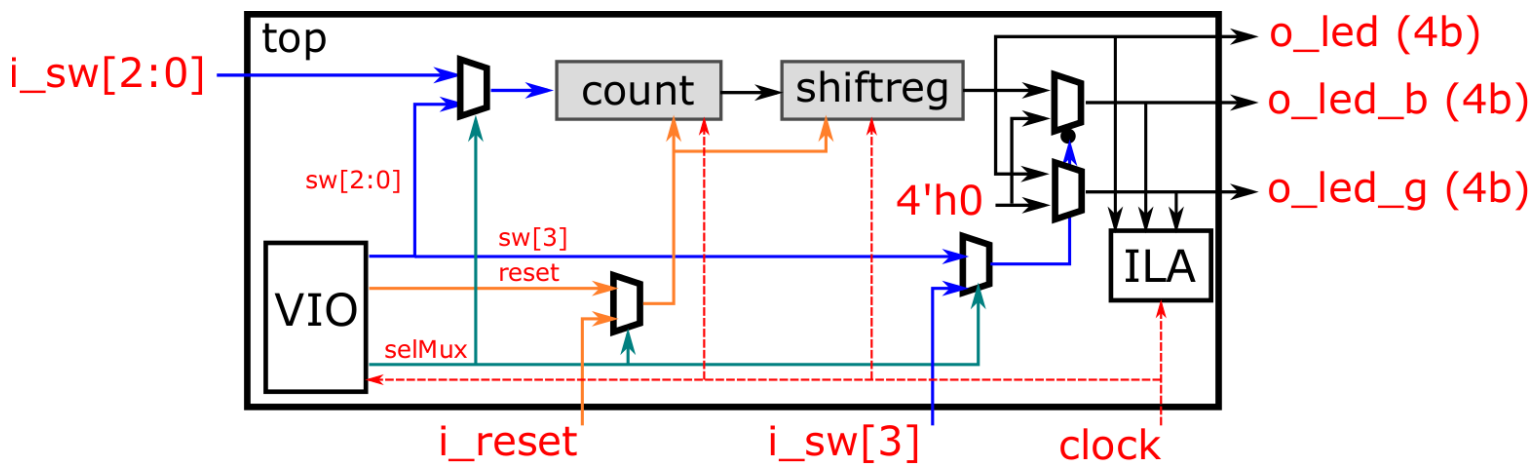 top
o_led (4b)
i_sw[2:0]
count
shiftreg
o_led_b (4b)
sw[2:0]
4'h0
o_led_g (4b)
sw[3]
reset
VIO
ILA
selMux
i_reset
i_sw[3]
clock